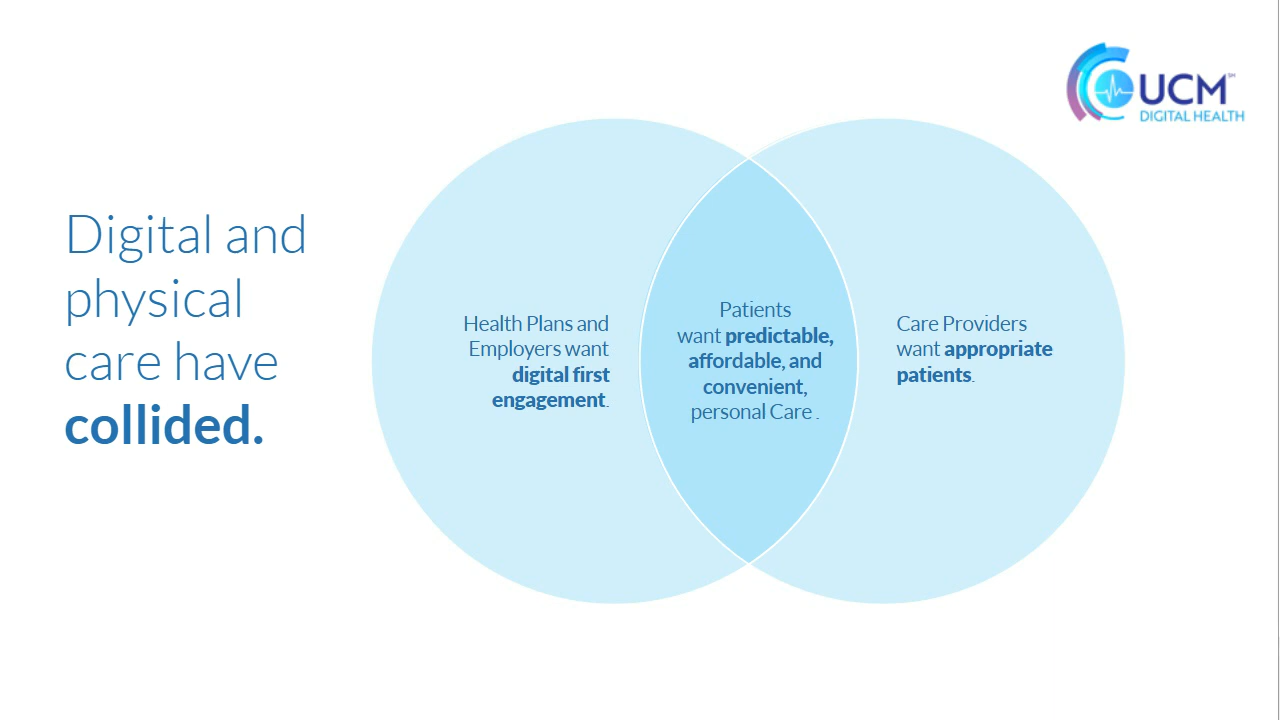 UCM℠
DIGITAL HEALTH
Digital and
physical
care have
collided.
Health Plans and
Employers want
digital first
engagement.
Patients
want predictable,
affordable, and
convenient,
personal Care .
Care Providers
want appropriate
patients.